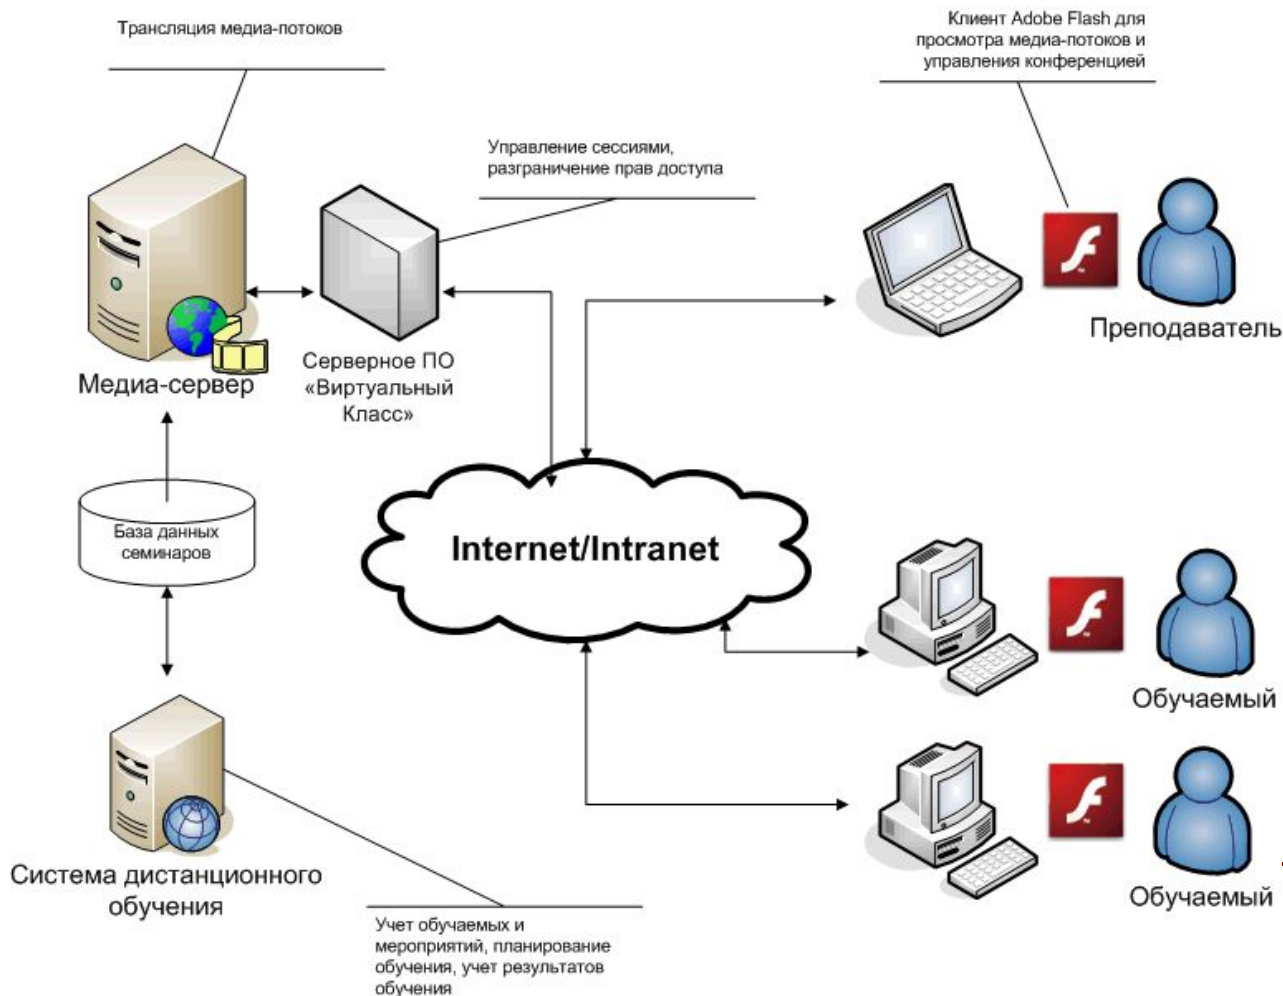 Трансляция медиа-потоков
Клиент Adobe Flash для
просмотра медиа-потоков и
управления конференцией
Управление сессиями,
разграничение прав доступа
Преподаватель
Медиа-сервер
Серверное ПО
«Виртуальный
Класс»
База данных
семинаров
Internet/Intranet
Обучаемый
Система дистанционного
обучения
Обучаемый
Учет обучаемых и
мероприятий, планирование
обучения, учет результатов
обучения